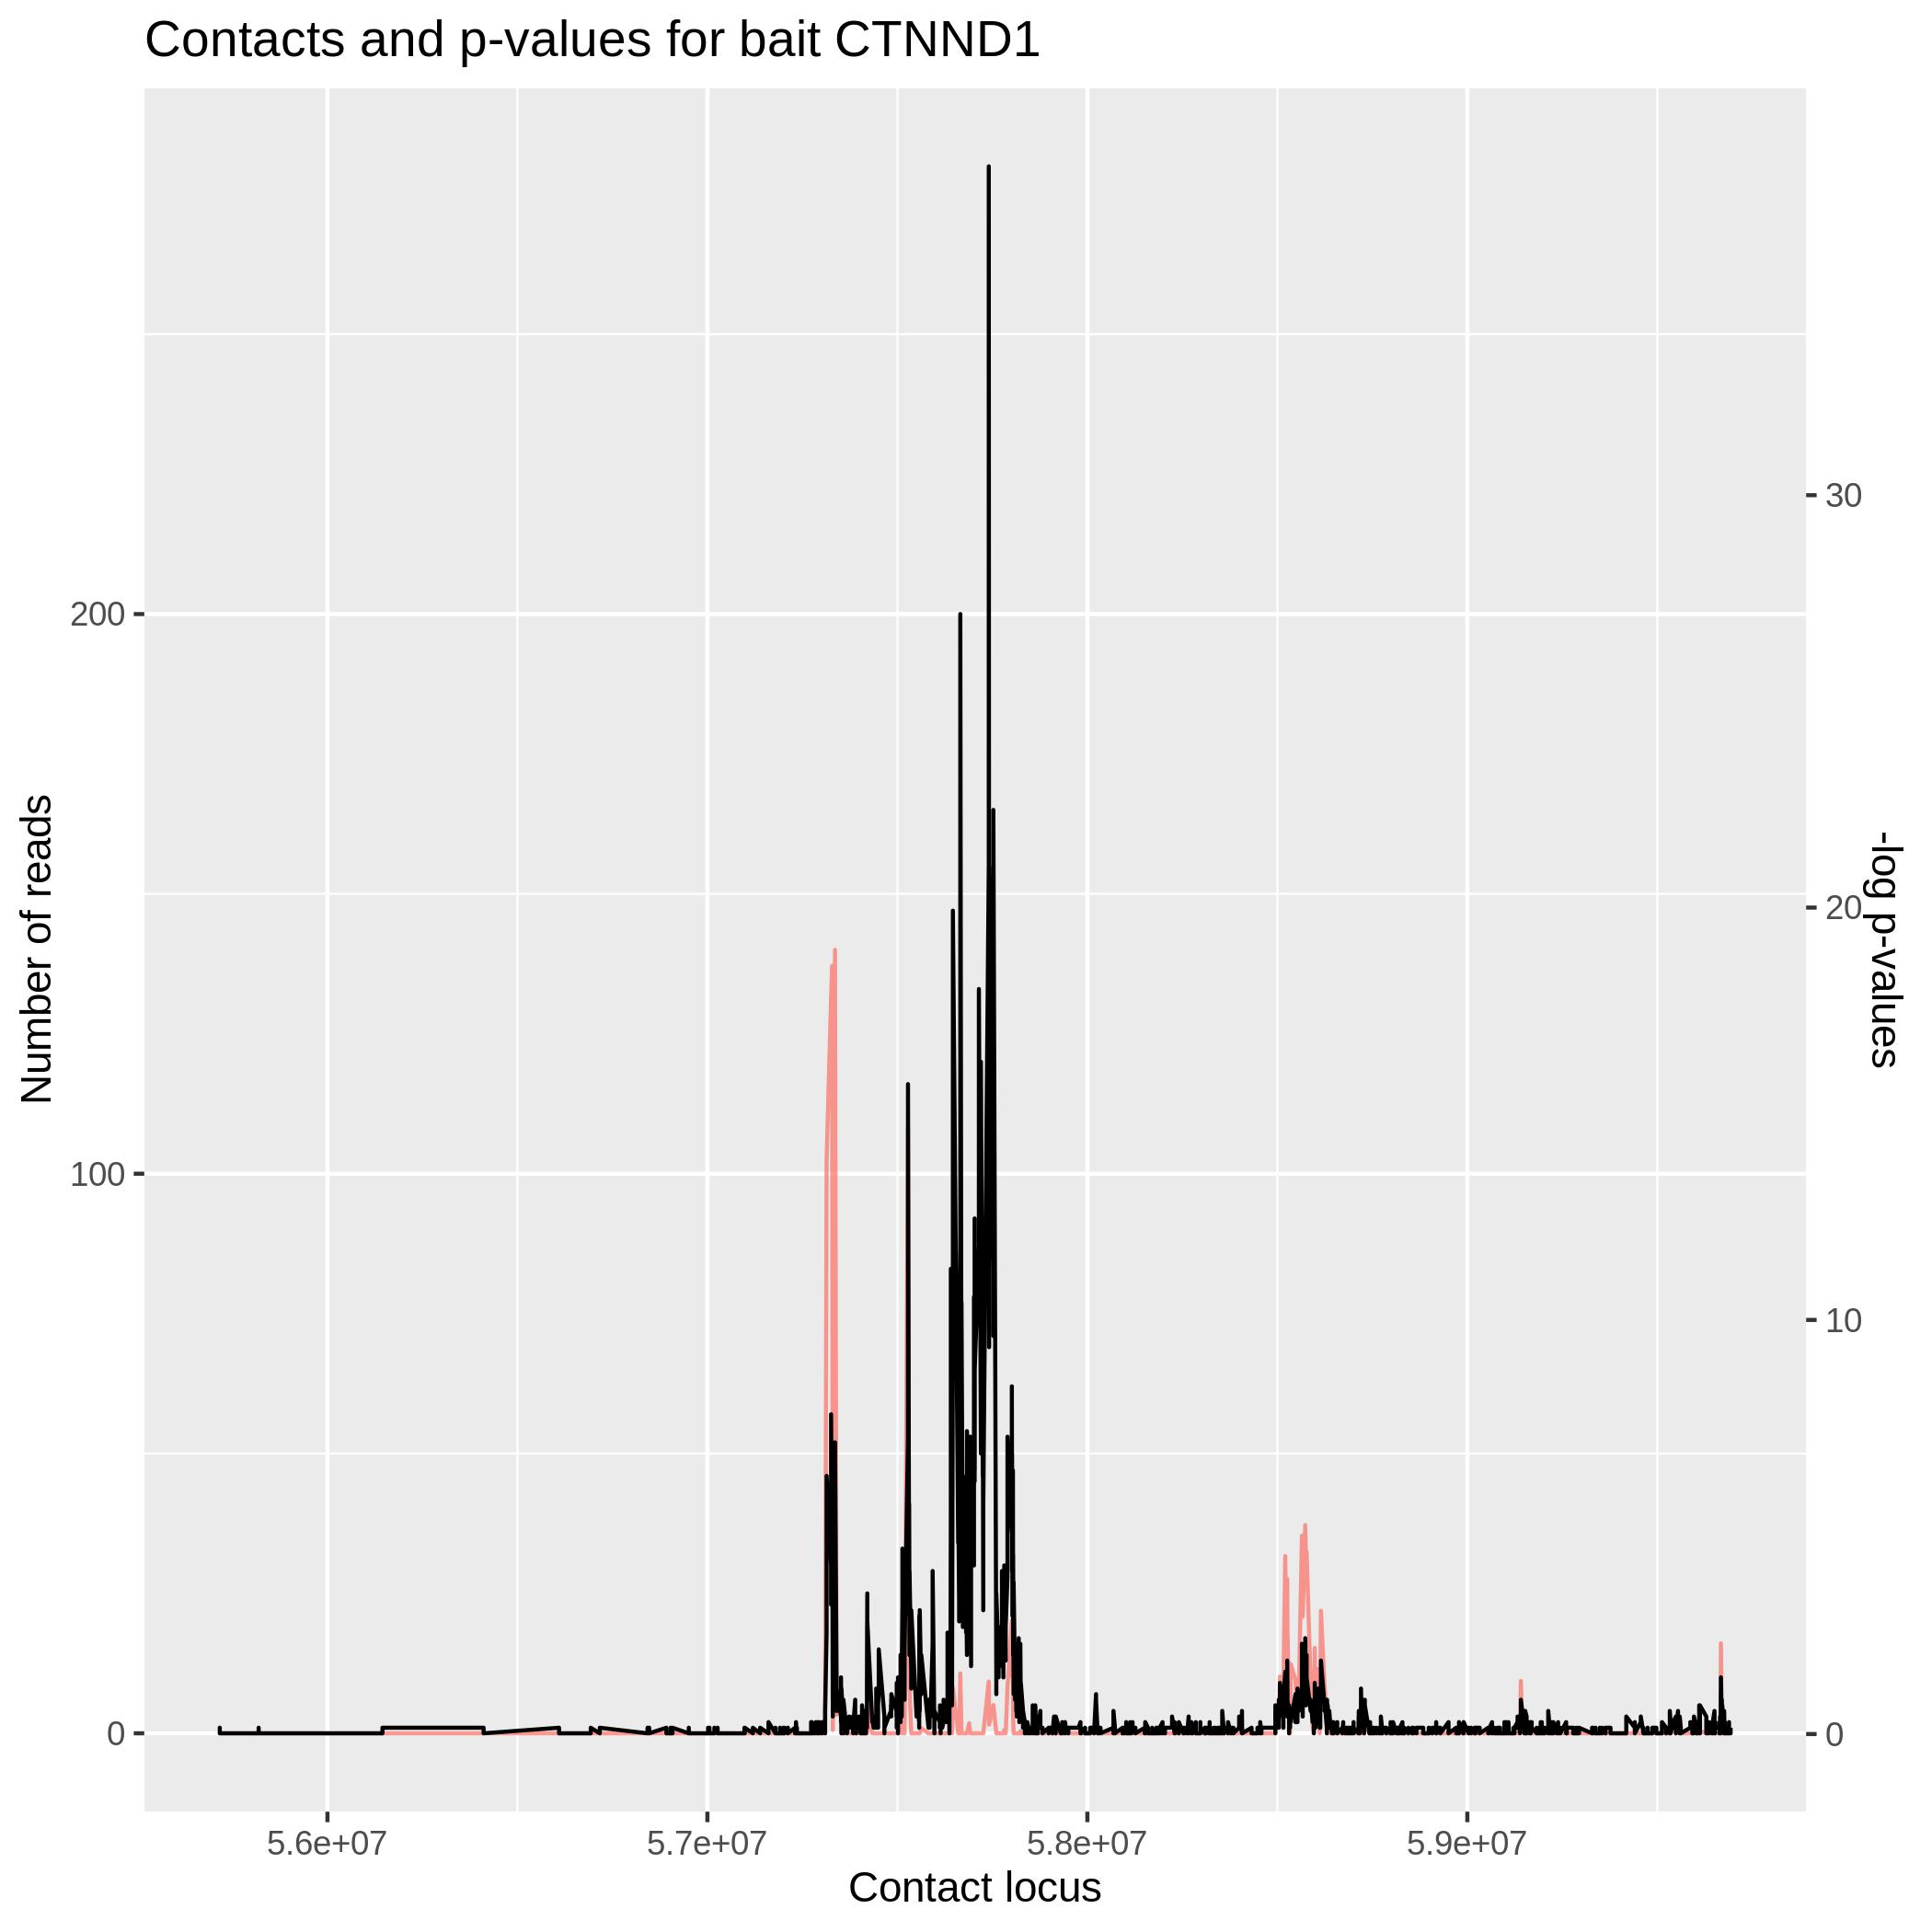 Contacts and p-values for bait CTNND1
Number of reads
200
100
0
30
20
10
0
-log p-values
5.6e+07 5.7e+07 5.8e+07 5.9e+07
Contact locus